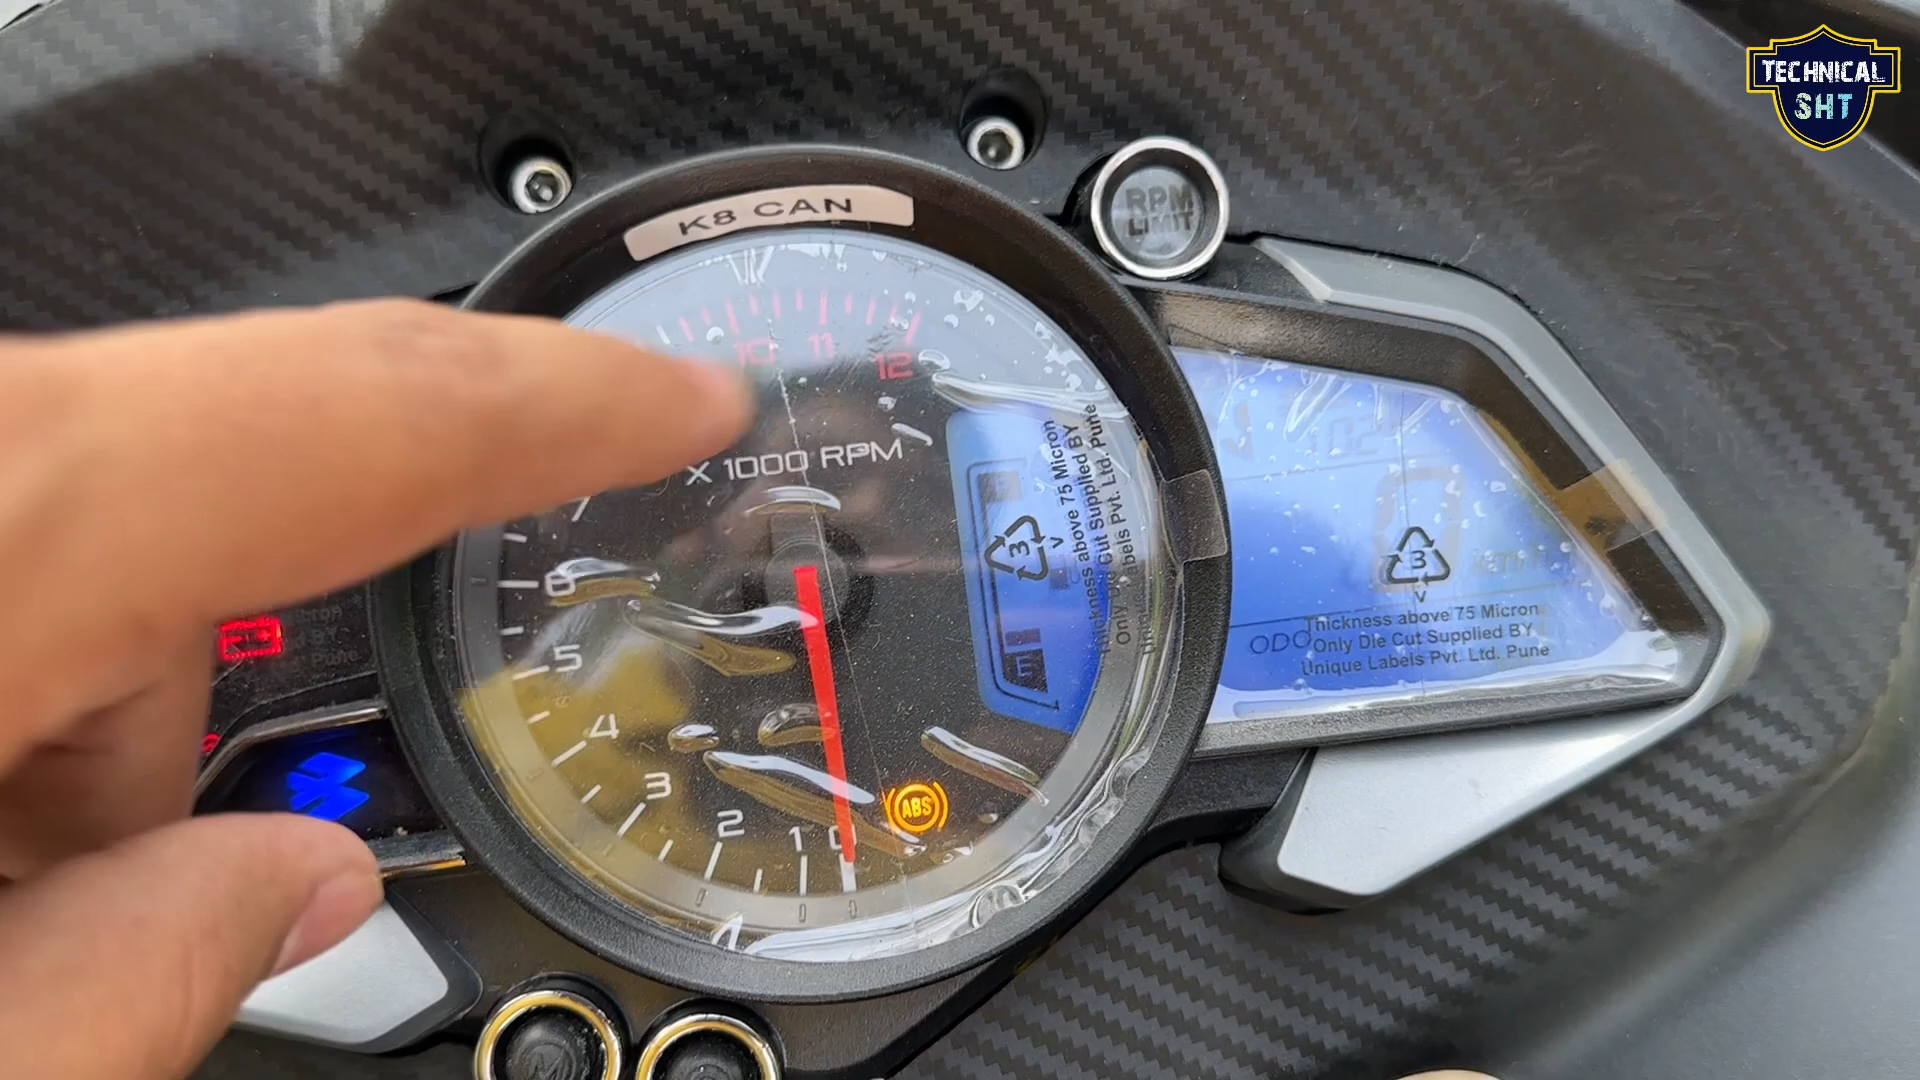 TECHNICAL
SHT
K8 CAN
RPM
LIMIT
10 11 12
X 1000 RPM
7
6
5
4
3
2
1 0
ABS
3
Thickness above 75 Micron
Only Die Cut Supplied BY
Labels Pvt. Ltd. Pune
0
km/h
3
ODO
Thickness above 75 Micron
Only Die Cut Supplied BY
Unique Labels Pvt. Ltd. Pune